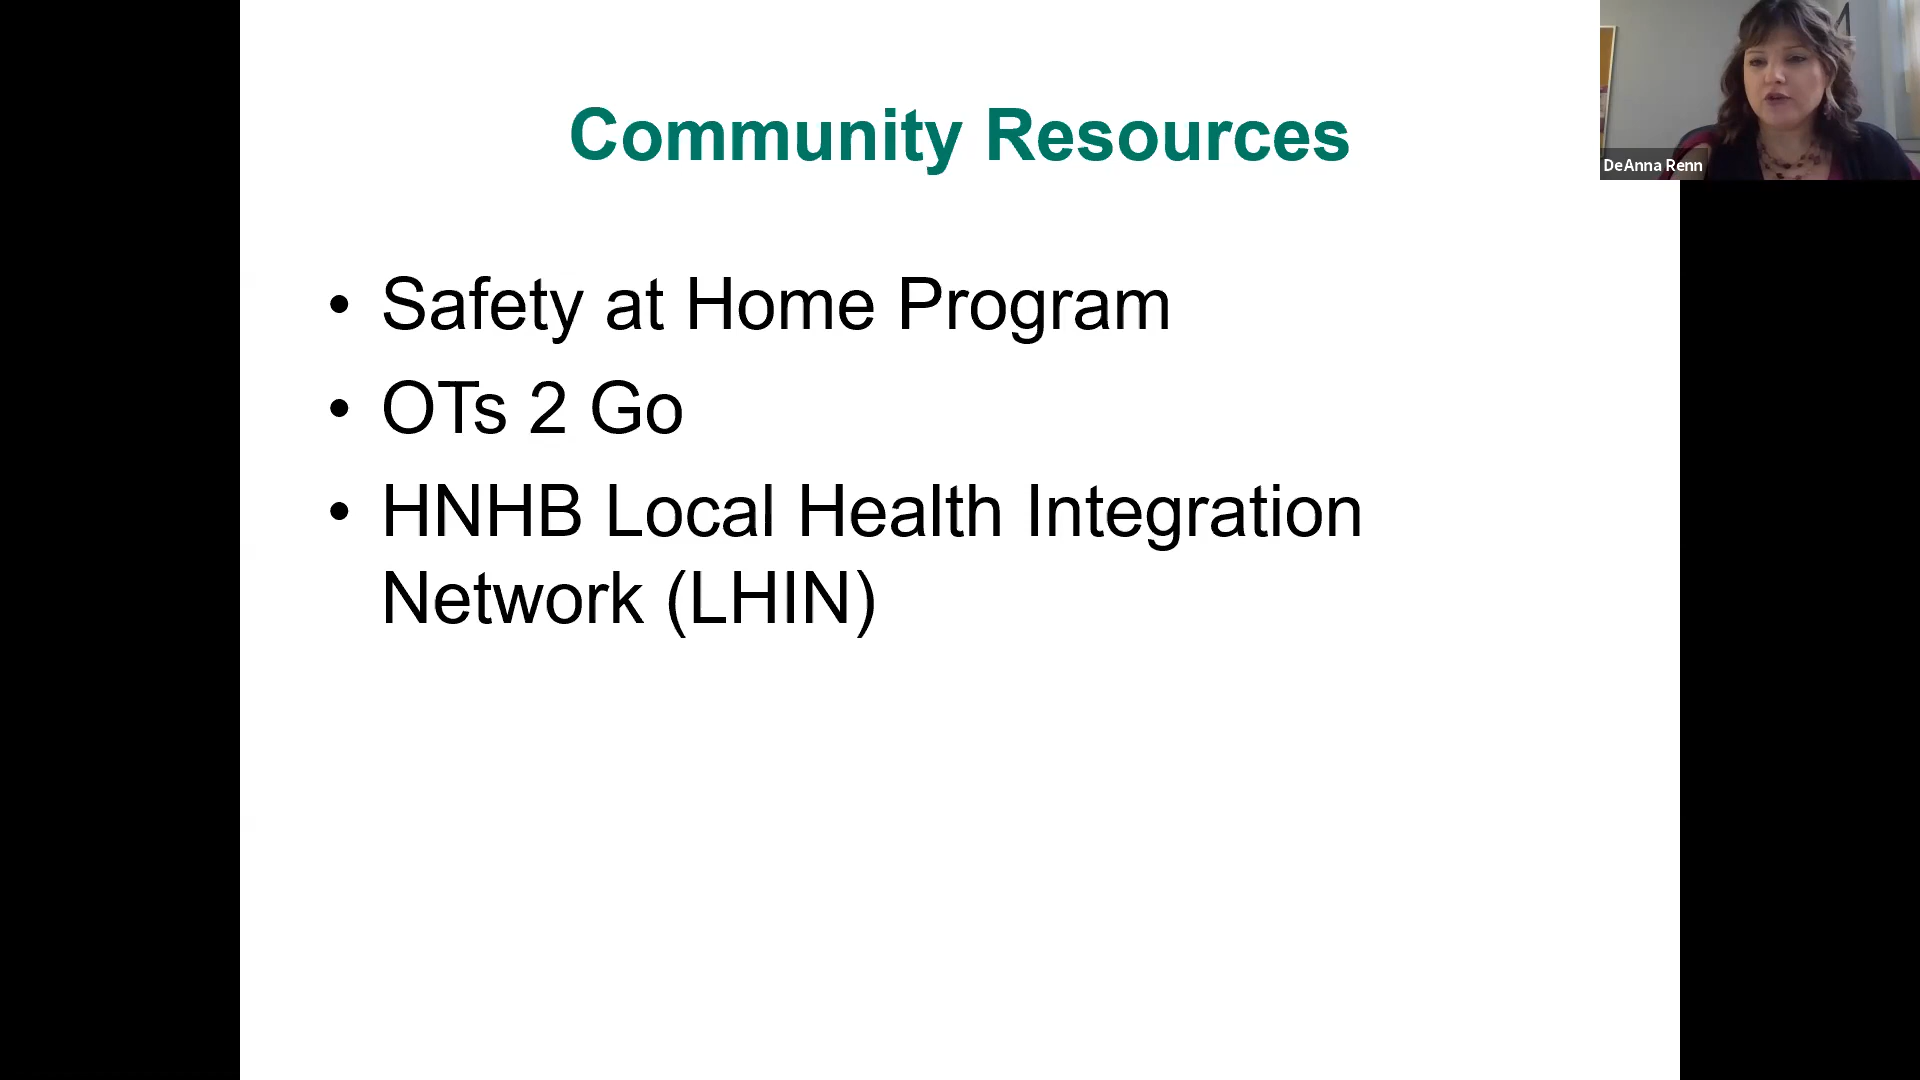 Community Resources
DeAnna Renn
• Safety at Home Program
• OTs 2 Go
• HNHB Local Health Integration
Network (LHIN)